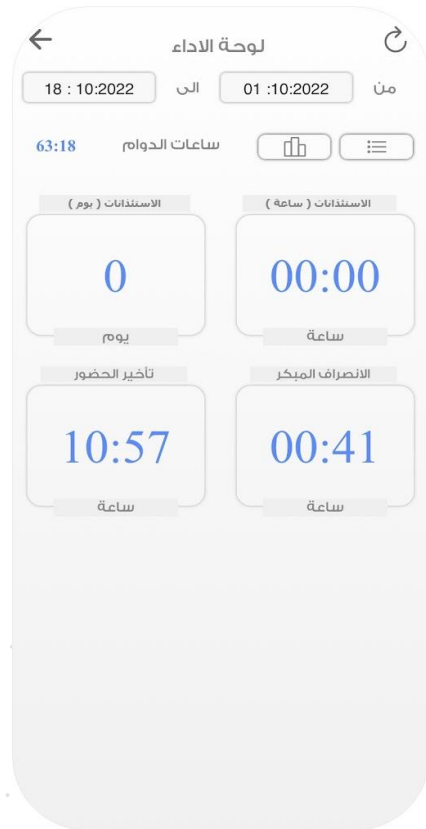 لوحة الاداء
من 01 :10:2022 الى 18 : 10:2022
ساعات الدوام 63:18
الاستئذانات ( ساعة ) الاستئذانات ( يوم )
00:00 0
ساعة يوم
الانصراف المبكر تأخير الحضور
00:41 10:57
ساعة ساعة